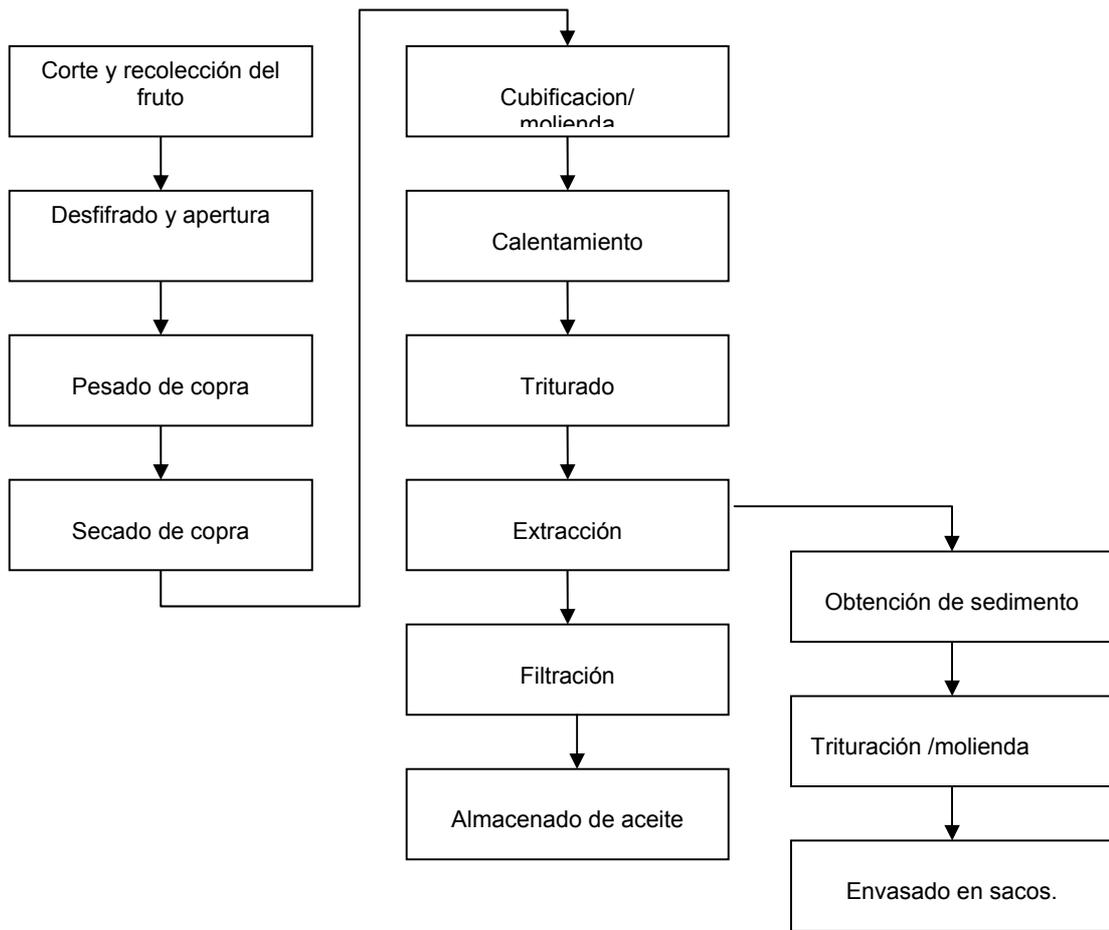 Corte y recolección del
fruto
Desfifrado y apertura
Pesado de copra
Secado de copra
Cubificacion/
molienda
Calentamiento
Triturado
Extracción
Filtración
Almacenado de aceite
Obtención de sedimento
Trituración /molienda
Envasado en sacos.